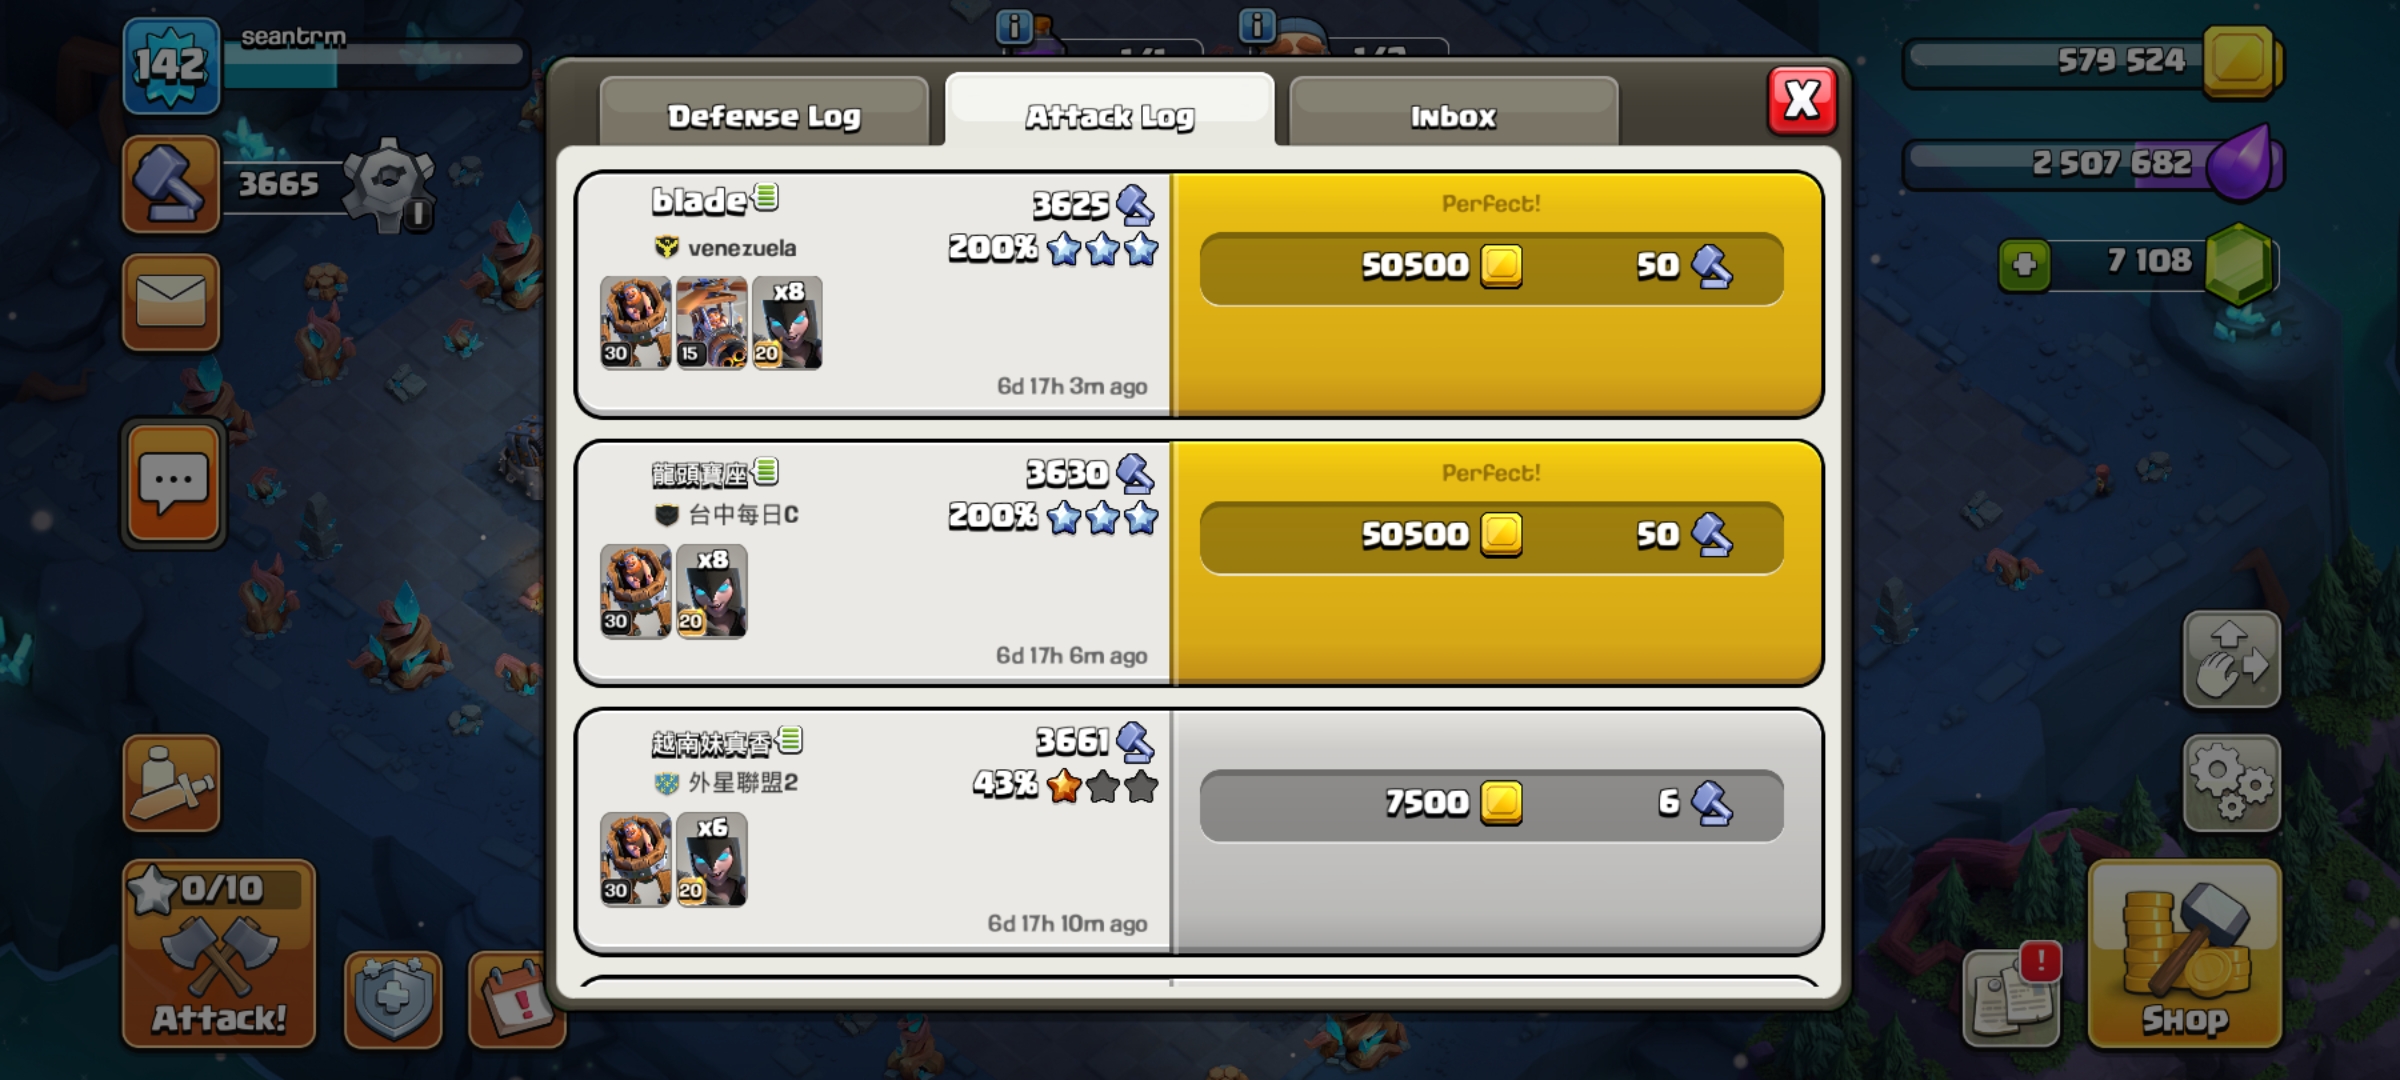 142
seantrm
3665
1
579 524
2 507 682
7 108
Defense Log
Attack Log
Inbox
X
blade
3625
venezuela
200%
x8
30
15
20
6d 17h 3m ago
Perfect!
50500
50
龍頭寶座
3630
台中每日C
200%
x8
30
20
6d 17h 6m ago
Perfect!
50500
50
越南妹真香
3661
外星聯盟2
43%
x6
30
20
6d 17h 10m ago
7500
6
0/10
Attack!
!
!
Shop